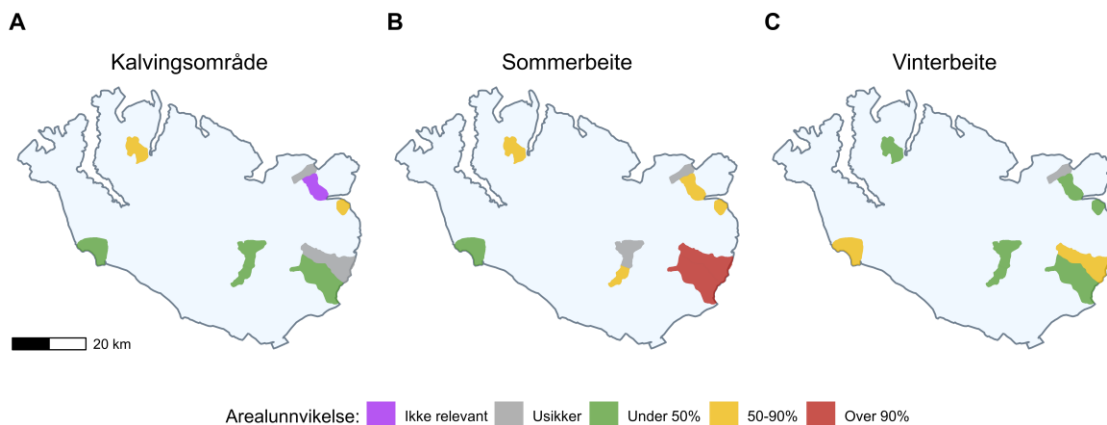 A
B
C
Kalvingsområde
Sommerbeite
Vinterbeite
20 km
Arealunnvikelse: Ikke relevant Usikker Under 50% 50-90% Over 90%